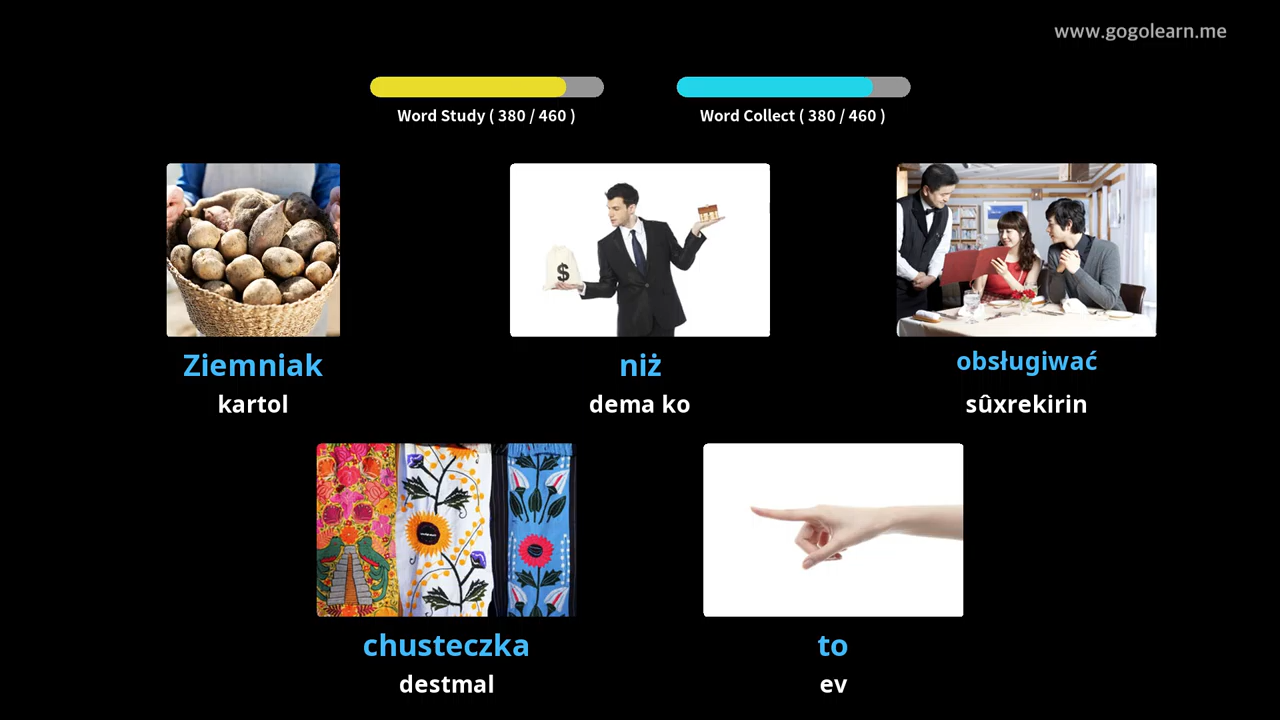 www.gogolearn.me
Word Study ( 380 / 460 )
Word Collect ( 380 / 460 )
$
Ziemniak
niż
obsługiwać
kartol
dema ko
sûxrekirin
chusteczka
to
destmal
ev